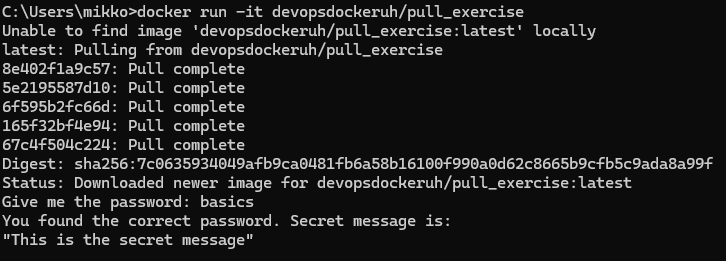 C:\Users\mikko>docker run -it devopsdockeruh/pull_exercise
Unable to find image 'devopsdockeruh/pull_exercise:latest' locally
latest: Pulling from devopsdockeruh/pull_exercise
8e402f1a9c57: Pull complete
5e2195587d10: Pull complete
6f595b2fc66d: Pull complete
165f32bf4e94: Pull complete
67c4f504c224: Pull complete
Digest: sha256:7c0635934049afb9ca0481fb6a58b16100f990a0d62c8665b9cfb5c9ada8a99f
Status: Downloaded newer image for devopsdockeruh/pull_exercise:latest
Give me the password: basics
You found the correct password. Secret message is:
"This is the secret message"